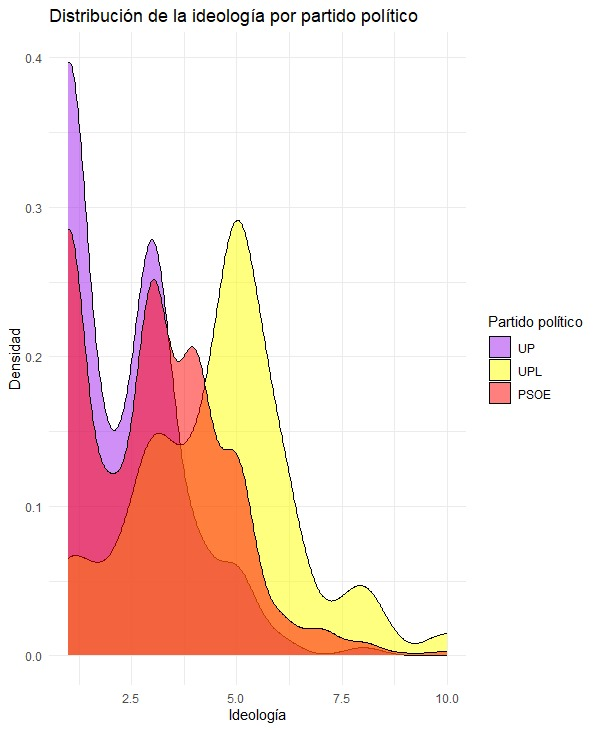 Distribución de la ideología por partido político
0.4
0.3
0.2
0.1
0.0
Densidad
2.5
5.0
7.5
10.0
Ideología
Partido político
UP
UPL
PSOE